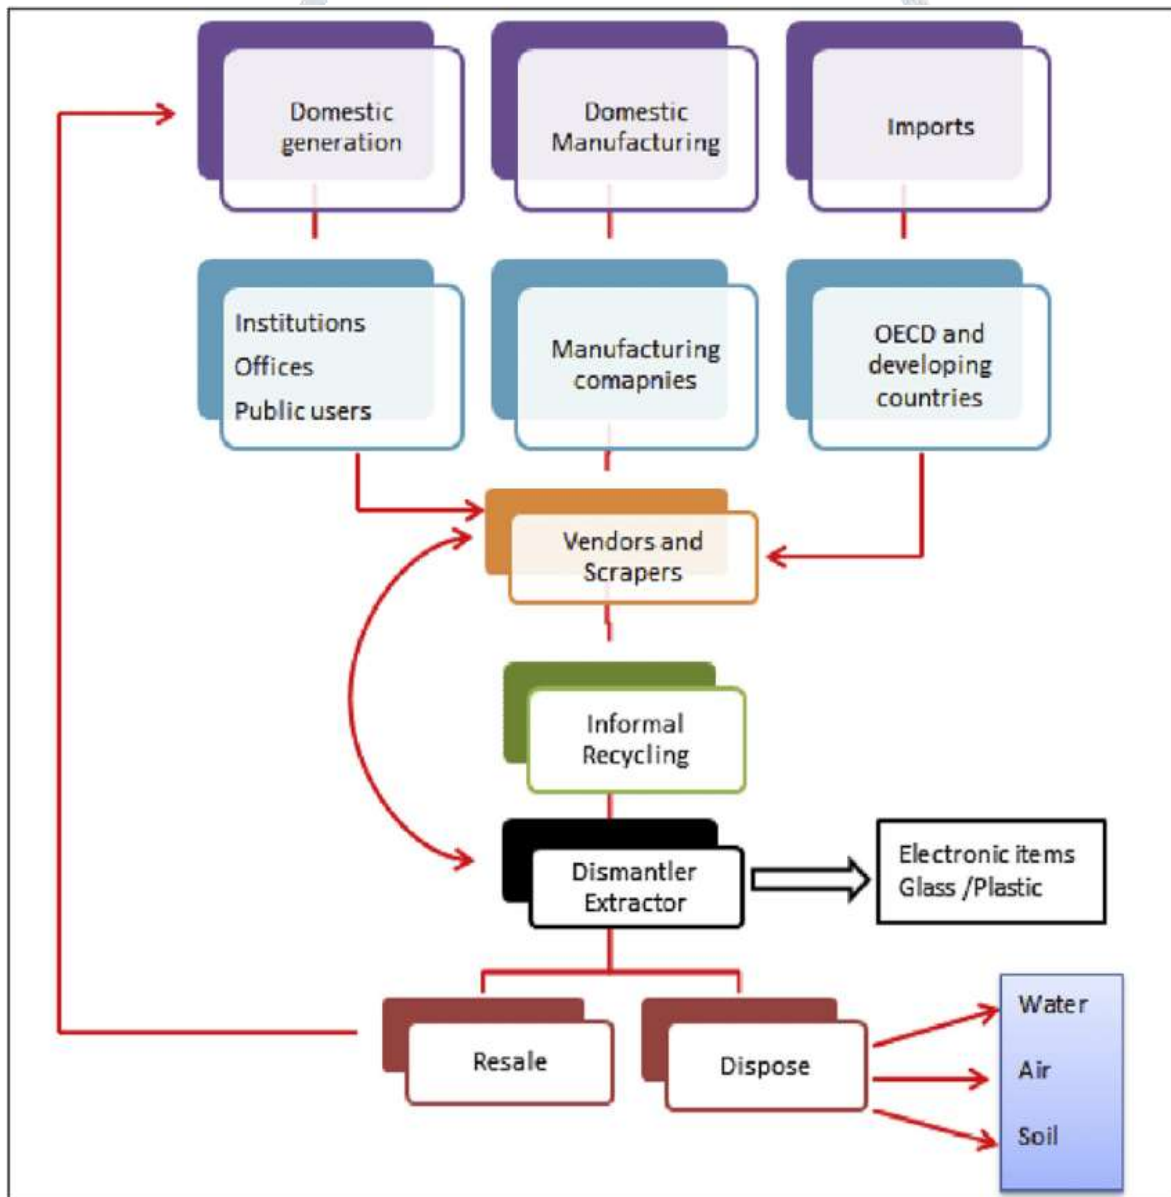 Domestic
generation
Domestic
Manufacturing
Imports
Institutions
Offices
Public users
Manufacturing
comapnies
OECD and
developing
countries
Vendors and
Scrapers
Informal
Recycling
Dismantler
Extractor
Electronic items
Glass /Plastic
Resale
Dispose
Water
Air
Soil